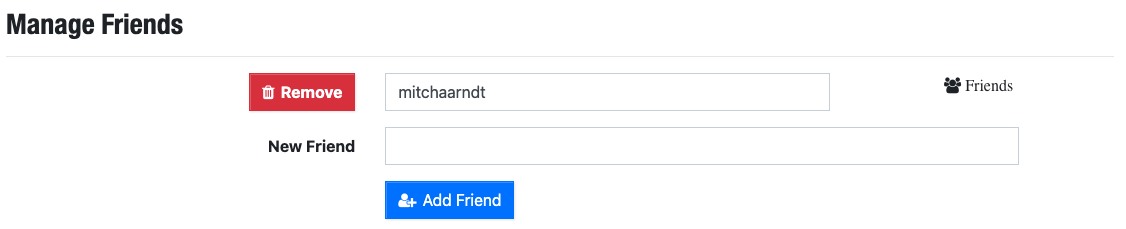 Manage Friends
Remove mitchaarndt Friends
New Friend
Add Friend